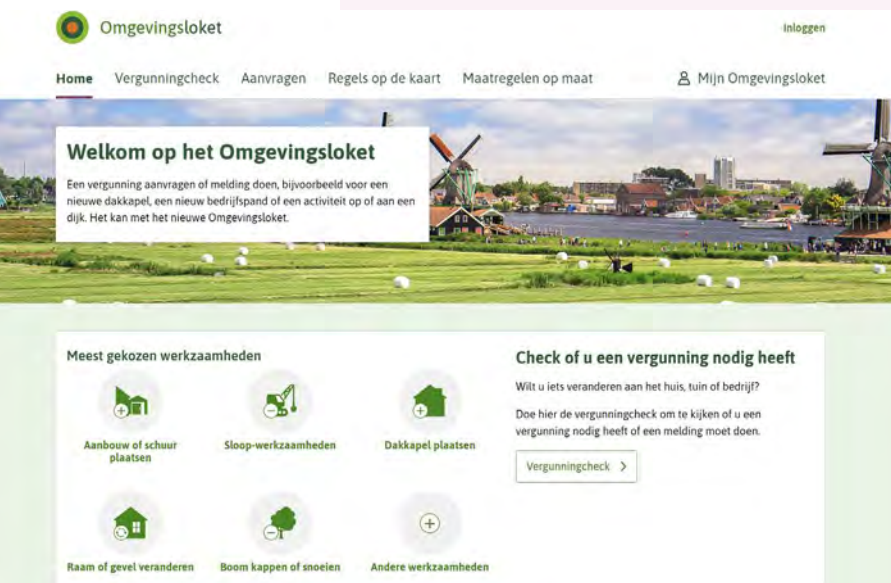 Omgevingsloket
Inloggen
Home Vergunningcheck Aanvragen Regels op de kaart Maatregelen op maat Mijn Omgevingsloket
Welkom op het Omgevingsloket
Een vergunning aanvragen of melding doen, bijvoorbeeld voor een
nieuwe dakkapel, een nieuw bedrijfspand of een activiteit op of aan een
dijk. Het kan met het nieuwe Omgevingsloket.
Meest gekozen werkzaamheden
Aanbouw of schuur
plaatsen
Sloop-werkzaamheden
Dakkapel plaatsen
Raam of gevel veranderen
Boom kappen of snoeien
Andere werkzaamheden
Check of u een vergunning nodig heeft
Wilt u iets veranderen aan het huis, tuin of bedrijf?
Doe hier de vergunningcheck om te kijken of u een
vergunning nodig heeft of een melding moet doen.
Vergunningcheck